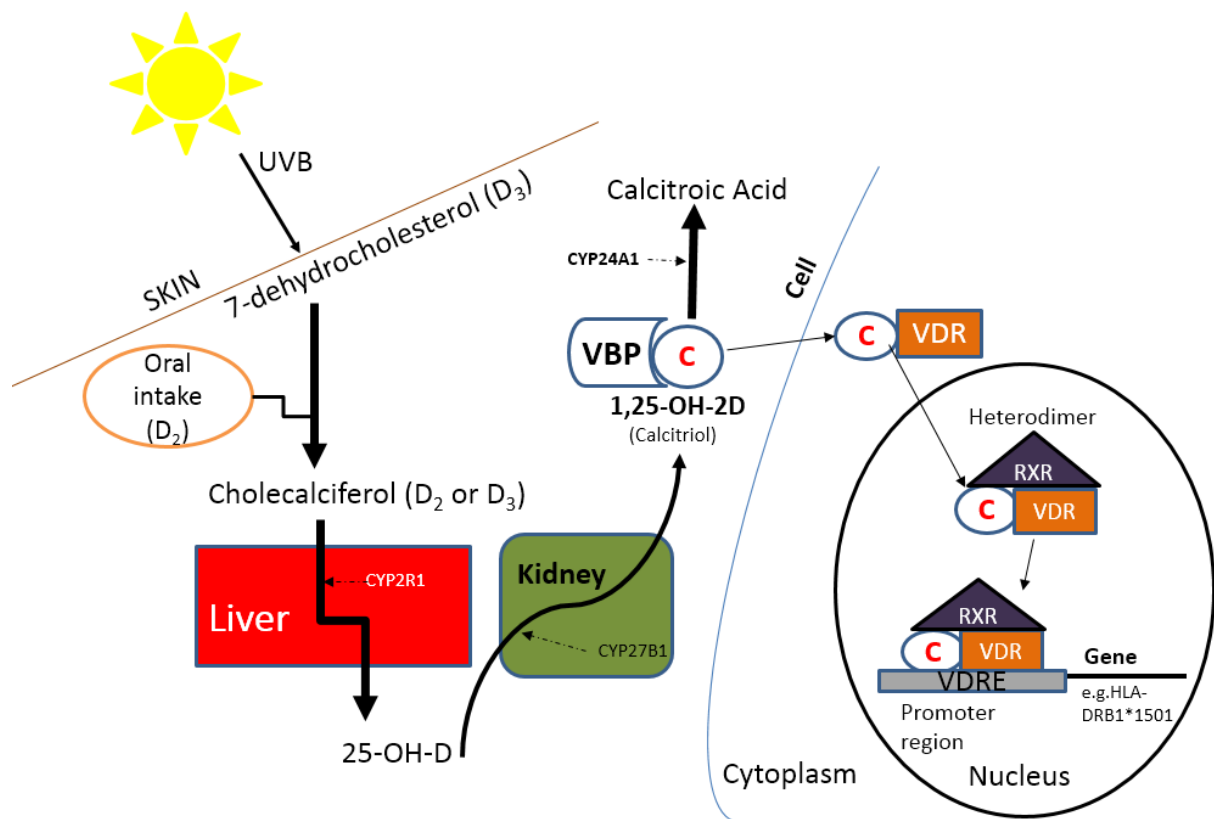 UVB
SKIN
7-dehydrocholesterol (D₃)
Oral
intake
(D₂)
Cholecalciferol (D₂ or D₃)
Liver
CYP2R1
25-OH-D
Kidney
CYP27B1
Calcitroic Acid
CYP24A1
VBP
C
1,25-OH-2D
(Calcitriol)
Cell
C
VDR
Heterodimer
RXR
C
VDR
RXR
C
VDR
VDRE
Gene
e.g.HLA-
DRB1*1501
Promoter
region
Cytoplasm
Nucleus